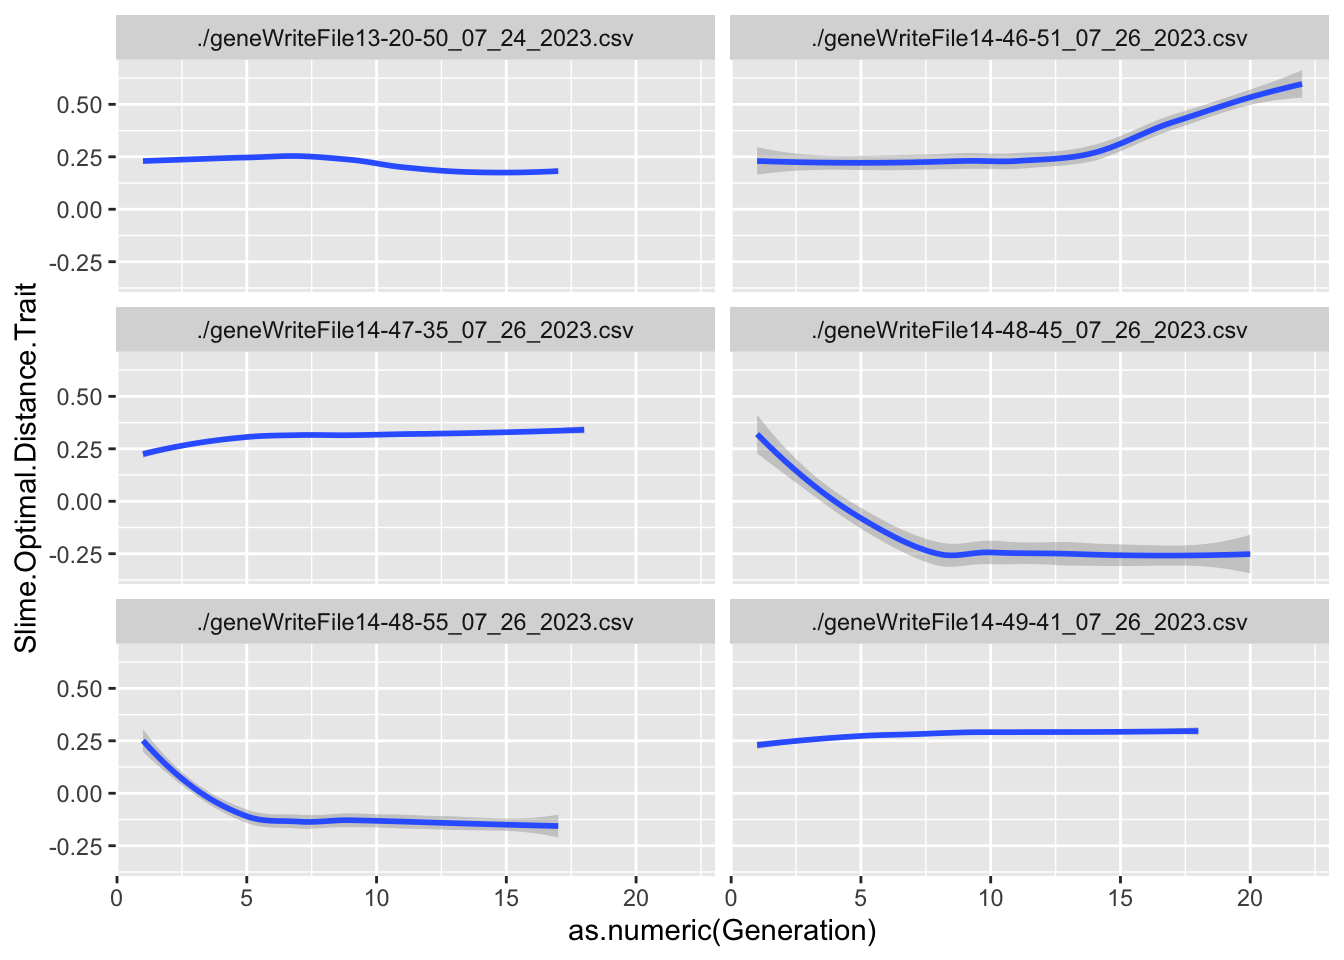 ./geneWriteFile13-20-50_07_24_2023.csv
./geneWriteFile14-46-51_07_26_2023.csv
0.50
0.25
0.00
-0.25
./geneWriteFile14-47-35_07_26_2023.csv
./geneWriteFile14-48-45_07_26_2023.csv
0.50
0.25
0.00
-0.25
Slime.Optimal.Distance.Trait
./geneWriteFile14-48-55_07_26_2023.csv
./geneWriteFile14-49-41_07_26_2023.csv
0.50
0.25
0.00
-0.25
0 5 10 15 20
0 5 10 15 20
as.numeric(Generation)